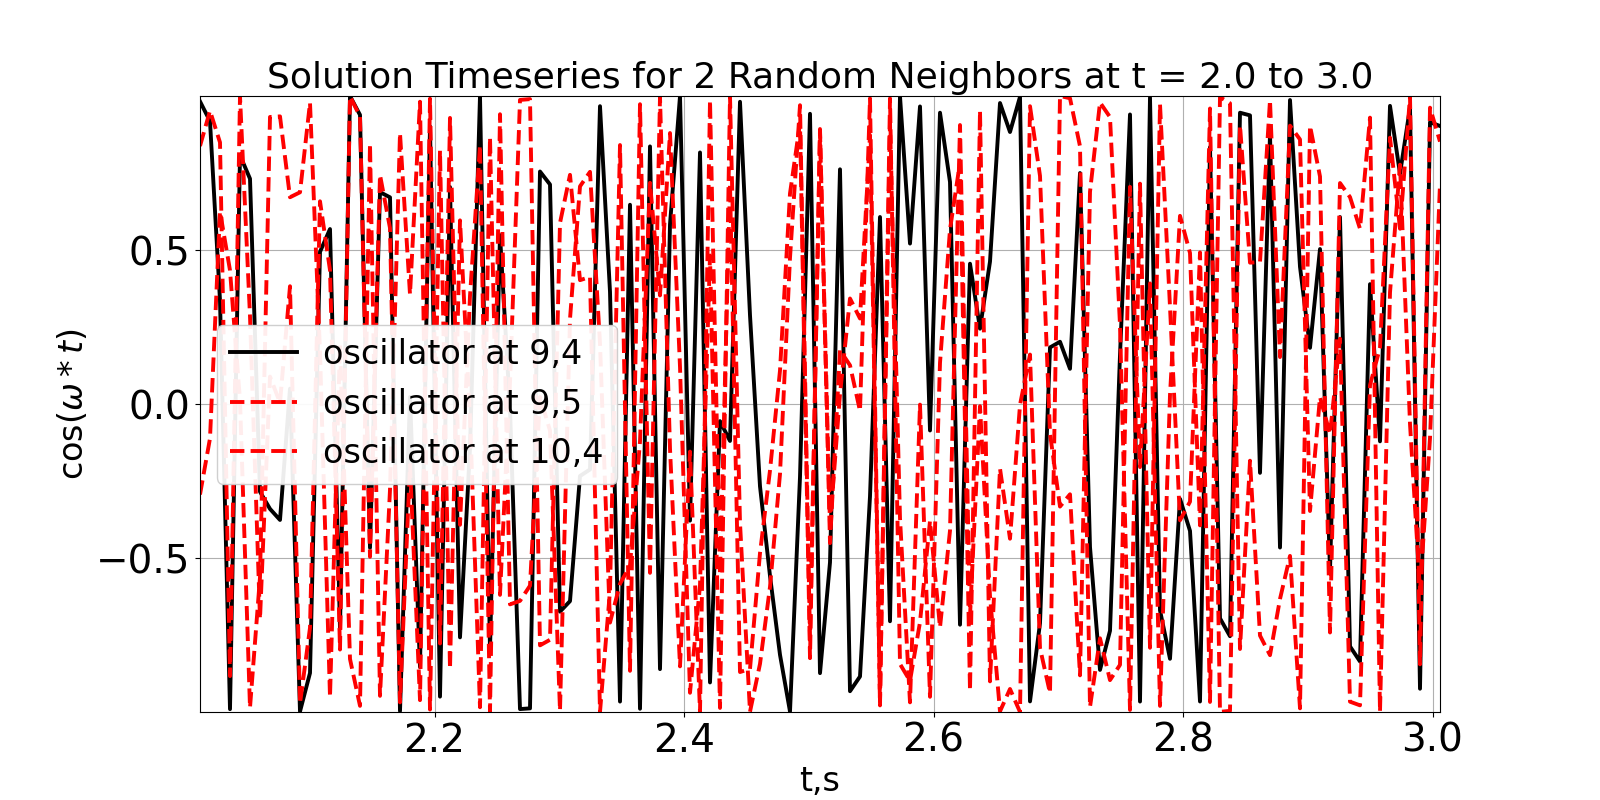 Solution Timeseries for 2 Random Neighbors at t = 2.0 to 3.0
cos(ω * t)
0.5
0.0
−0.5
oscillator at 9,4
oscillator at 9,5
oscillator at 10,4
2.2 2.4 2.6 2.8 3.0
t,s